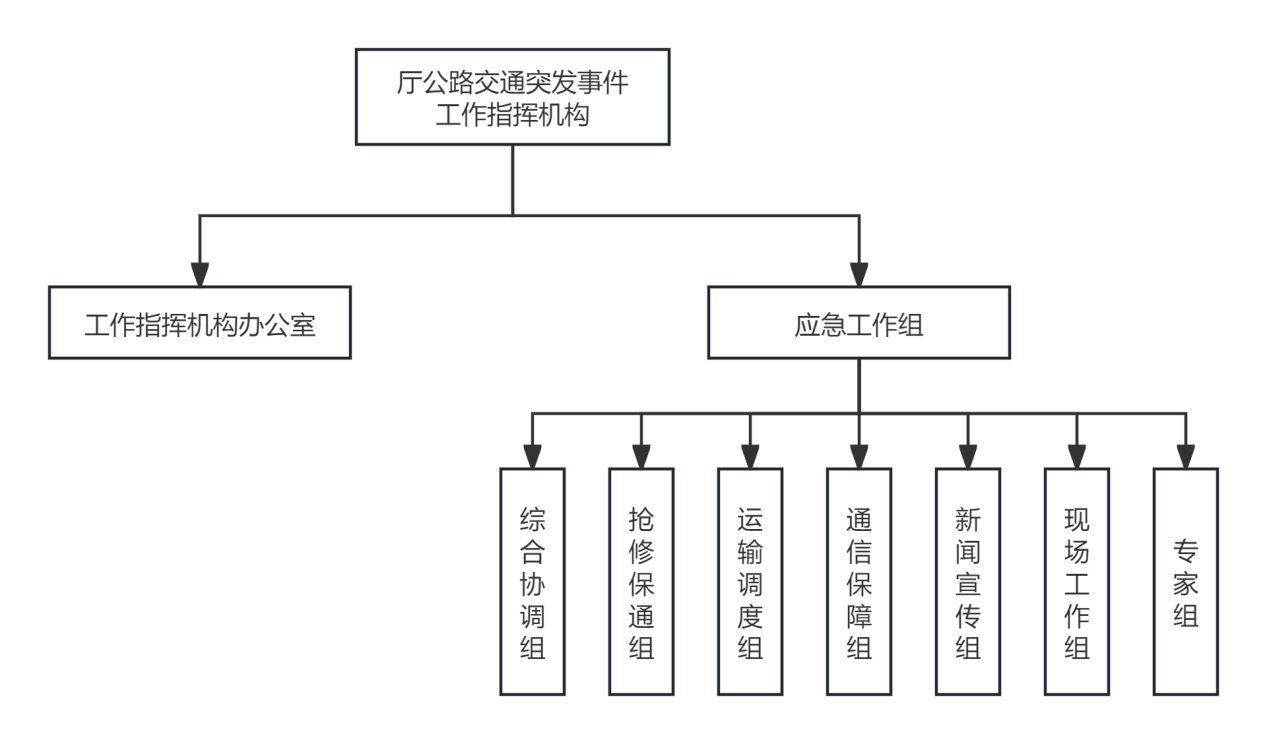 厅公路交通突发事件
工作指挥机构
工作指挥机构办公室
应急工作组
综合协调组
抢修保通组
运输调度组
通信保障组
新闻宣传组
现场工作组
专家组